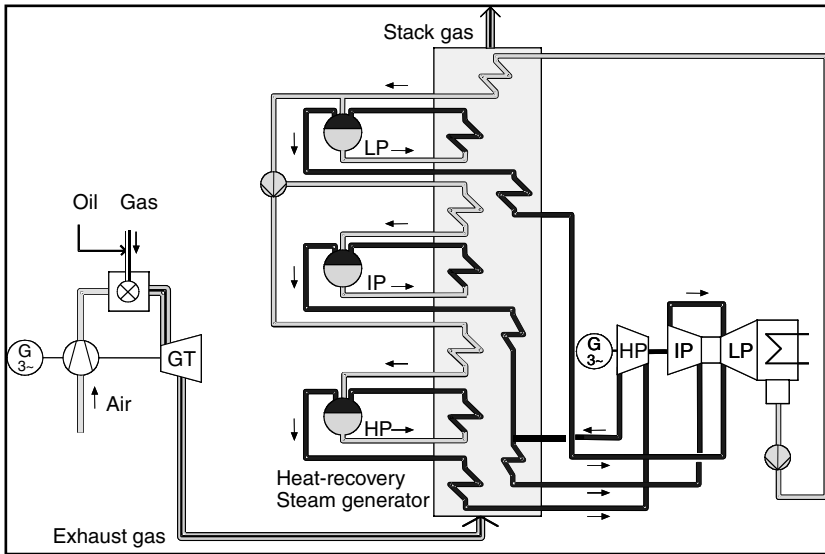 Stack gas
LP
Oil Gas
IP
G
3~
GT
Air
G
3~
HP IP LP
HP
Heat-recovery
Steam generator
Exhaust gas